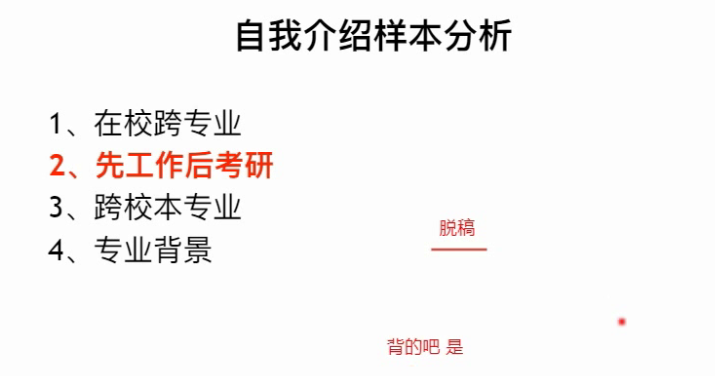 自我介绍样本分析
1、在校跨专业
2、先工作后考研
3、跨校本专业
4、专业背景
脱稿
背的吧 是